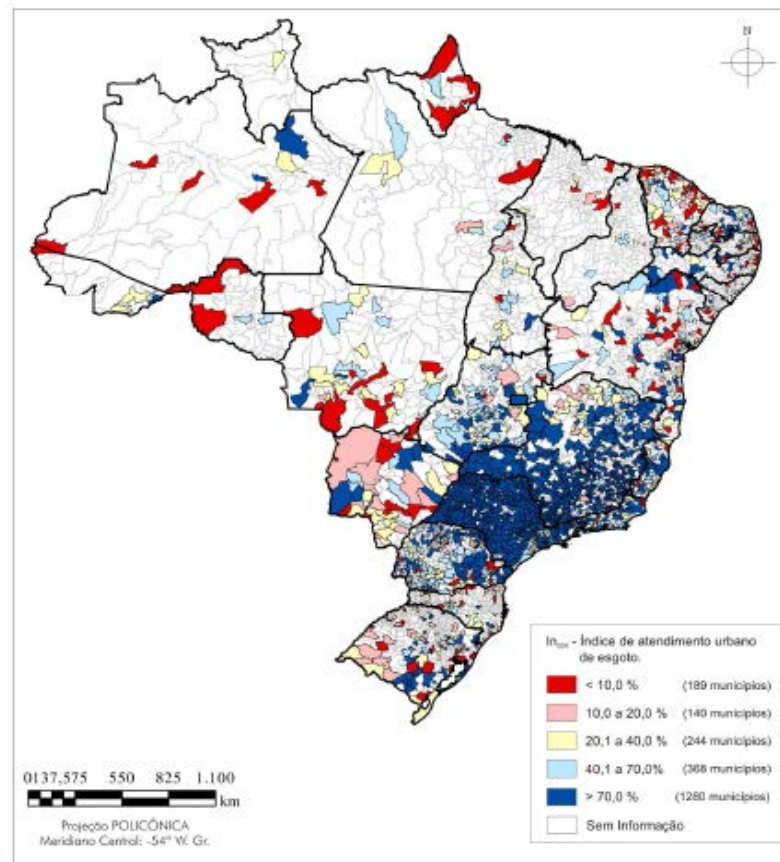 N
In₀₂₄ - Índice de atendimento urbano
de esgoto.
< 10,0 % (189 municípios)
10,0 a 20,0 % (140 municípios)
20,1 a 40,0 % (244 municípios)
40,1 a 70,0% (368 municípios)
> 70,0 % (1280 municípios)
Sem Informação
0137,575 550 825 1.100
km
Projeção POLICÔNICA
Meridiano Central: -54° W. Gr.